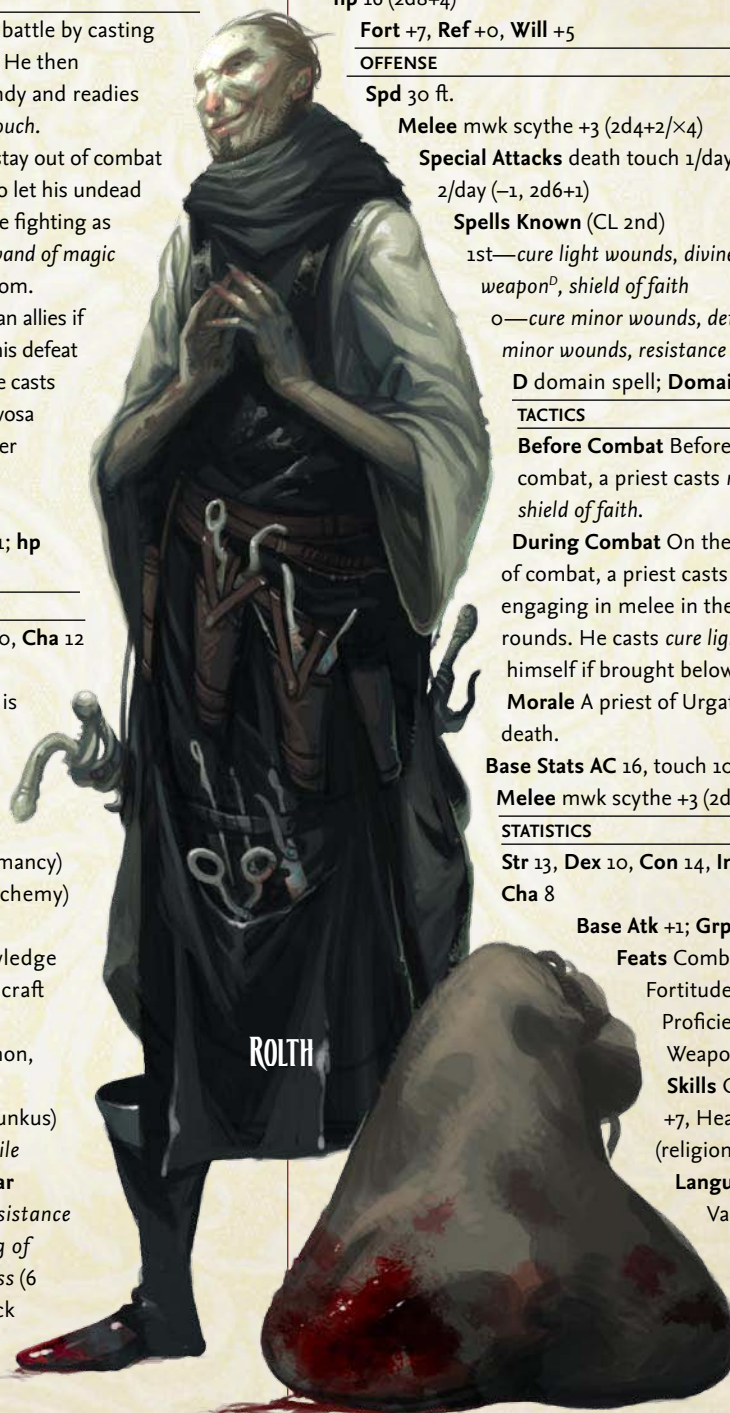 battle by casting
He then
ndy and readies
ouch.
stay out of combat
o let his undead
e fighting as
wand of magic
om.
an allies if
his defeat
e casts
yosa
er
1; hp
0, Cha 12
is
mancy)
chemy)
wledge
craft
non,
unkus)
ile
ar
sistance
g of
ss (6
ck
ROLTH
hp 16 (2d8+4)
Fort +7, Ref +0, Will +5
OFFENSE
Spd 30 ft.
Melee mwk scythe +3 (2d4+2/×4)
Special Attacks death touch 1/day
2/day (–1, 2d6+1)
Spells Known (CL 2nd)
1st—cure light wounds, divine
weaponᴰ, shield of faith
0—cure minor wounds, det
minor wounds, resistance
D domain spell; Domai
TACTICS
Before Combat Before
combat, a priest casts
shield of faith.
During Combat On the
of combat, a priest casts
engaging in melee in the
rounds. He casts cure lig
himself if brought below
Morale A priest of Urgat
death.
Base Stats AC 16, touch 10
Melee mwk scythe +3 (2d
STATISTICS
Str 13, Dex 10, Con 14, In
Cha 8
Base Atk +1; Grp
Feats Comb
Fortitude
Proficie
Weapo
Skills C
+7, Hea
(religion
Langu
Va